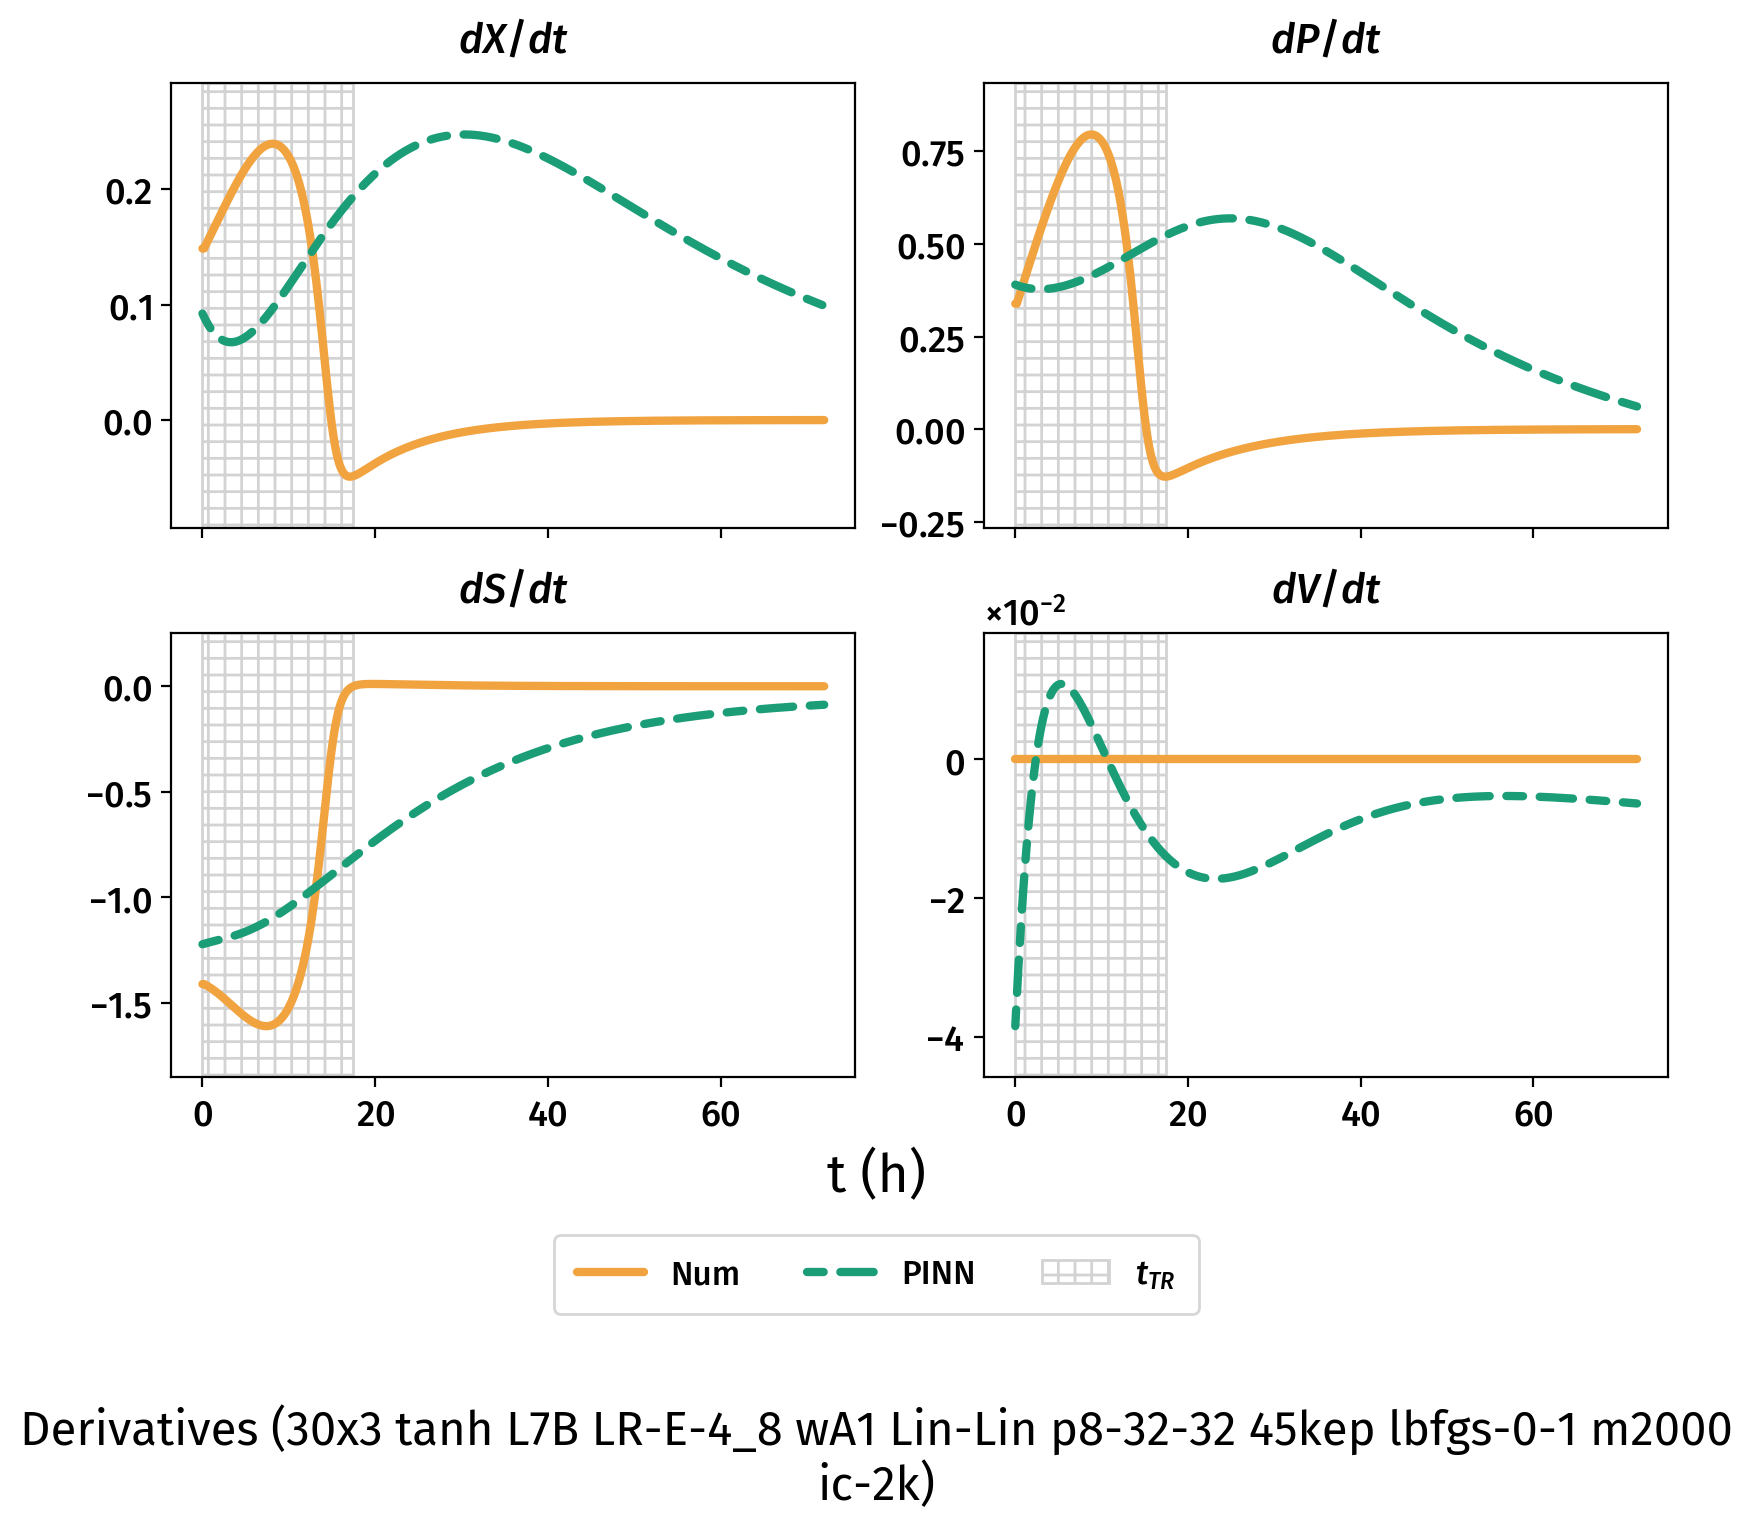 dX/dt
dP/dt
0.2
0.1
0.0
0.75
0.50
0.25
0.00
−0.25
dS/dt
dV/dt
×10⁻²
0.0
−0.5
−1.0
−1.5
0
−2
−4
0 20 40 60
0 20 40 60
t (h)
Num PINN t_TR
Derivatives (30x3 tanh L7B LR-E-4_8 wA1 Lin-Lin p8-32-32 45kep lbfgs-0-1 m2000
ic-2k)